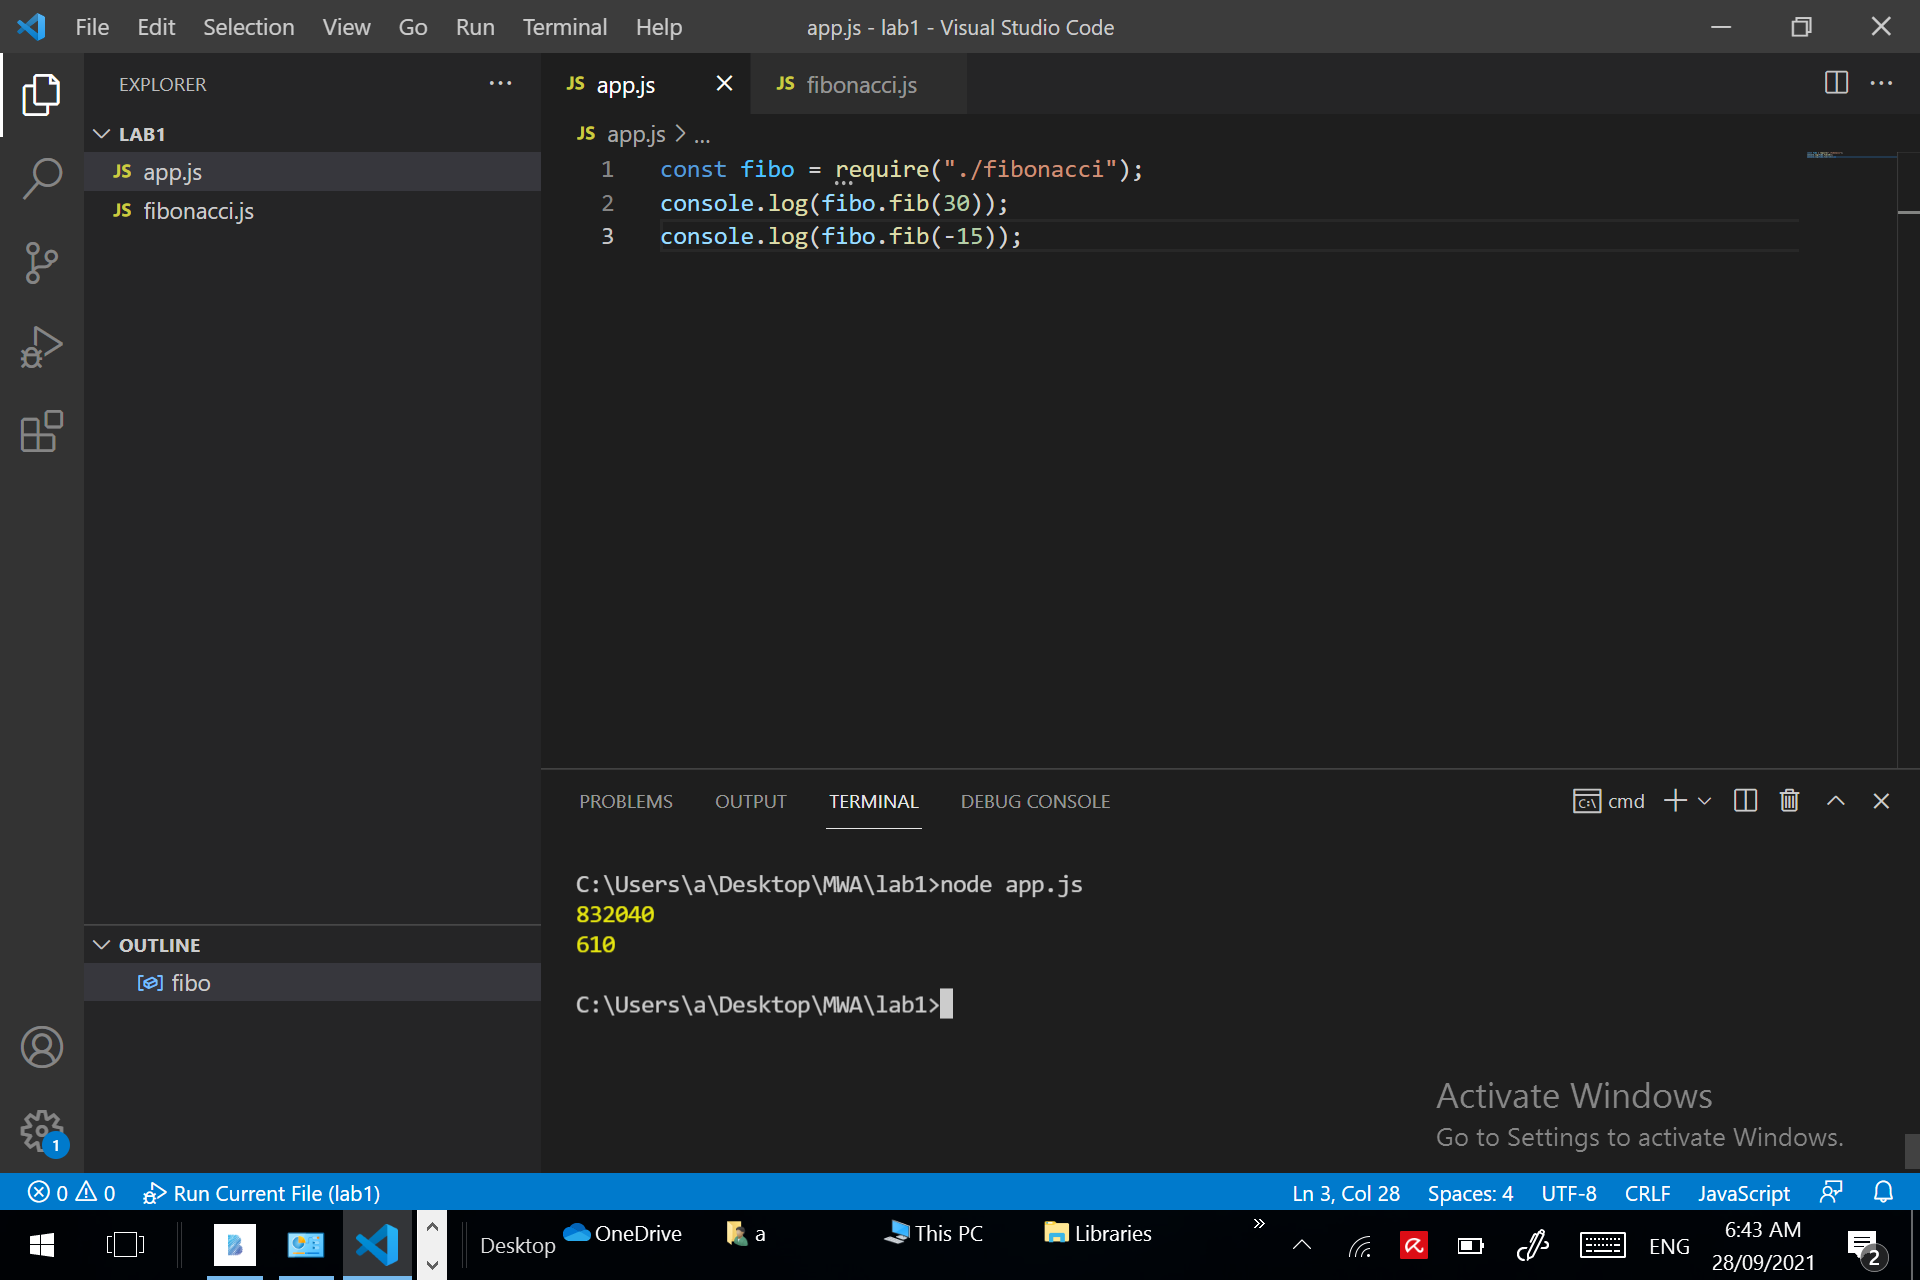 File Edit Selection View Go Run Terminal Help app.js - lab1 - Visual Studio Code
EXPLORER
LAB1
JS app.js
JS fibonacci.js
OUTLINE
fibo
1
JS app.js JS fibonacci.js
JS app.js > ...
1 const fibo = require("./fibonacci");
2 console.log(fibo.fib(30));
3 console.log(fibo.fib(-15));
PROBLEMS OUTPUT TERMINAL DEBUG CONSOLE cmd
C:\Users\a\Desktop\MWA\lab1>node app.js
832040
610
C:\Users\a\Desktop\MWA\lab1>
Activate Windows
Go to Settings to activate Windows.
0 0 Run Current File (lab1) Ln 3, Col 28 Spaces: 4 UTF-8 CRLF JavaScript
Desktop OneDrive a This PC Libraries » ENG 6:43 AM
28/09/2021
2